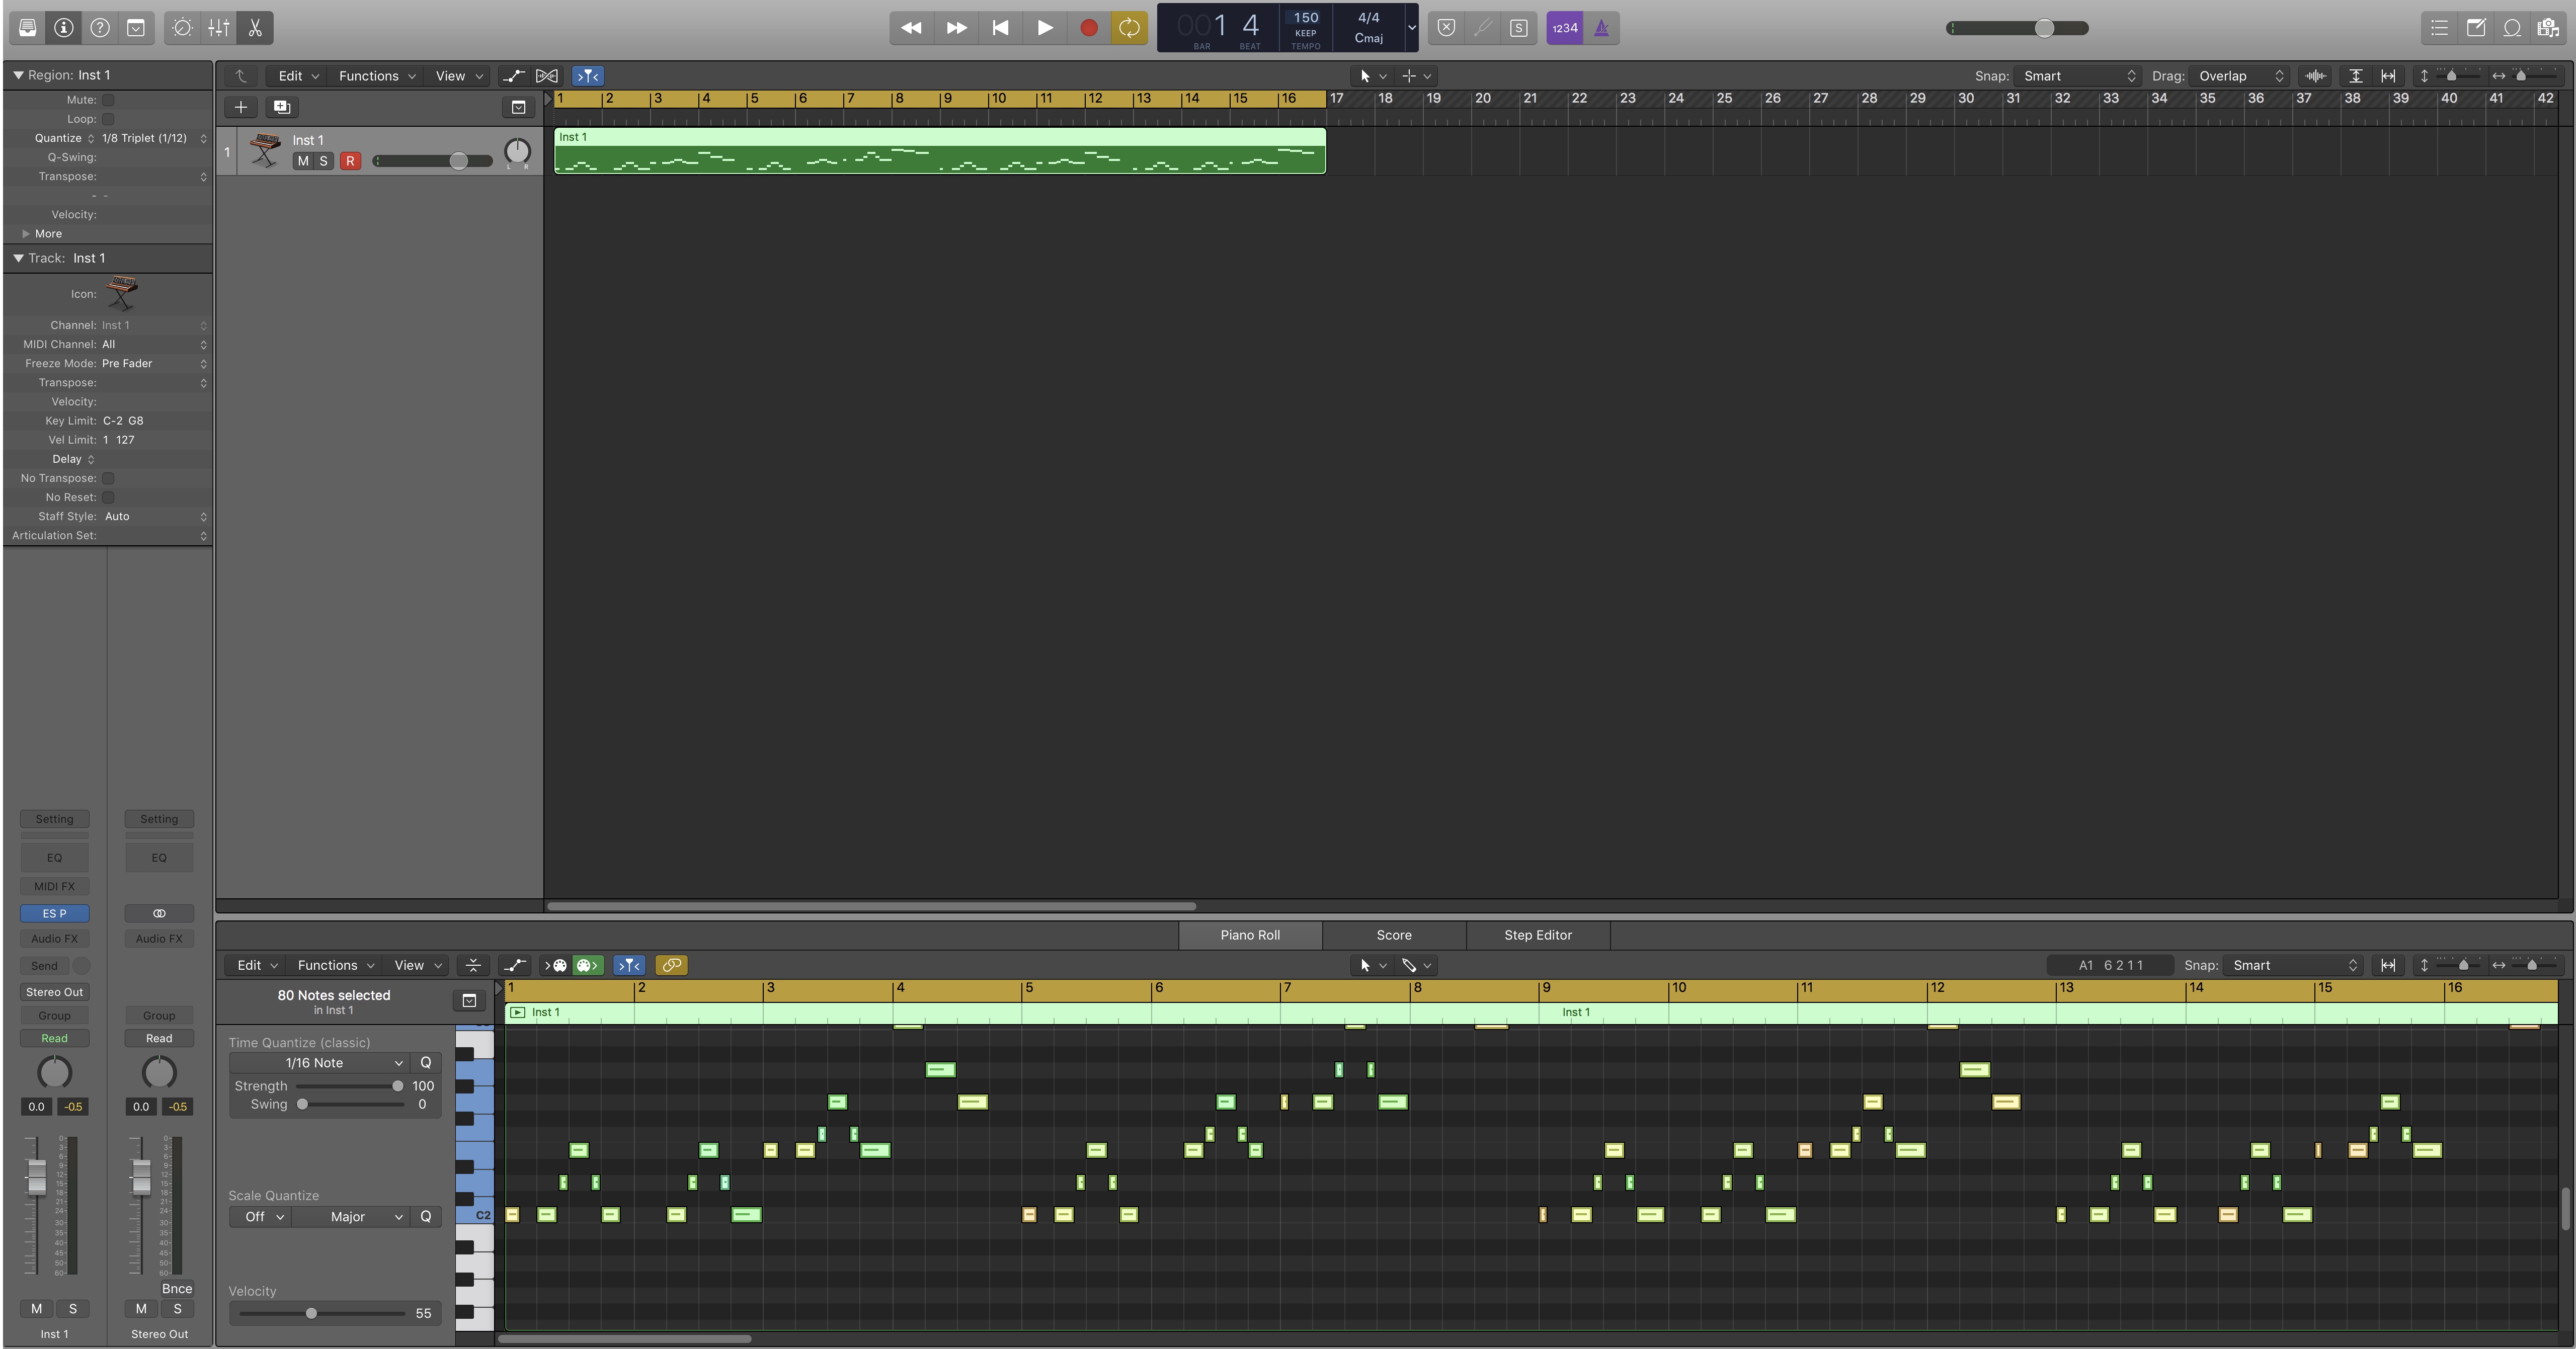 001 4
BAR BEAT
150
KEEP
TEMPO
4/4
Cmaj
S
1234
Region: Inst 1
Mute:
Loop:
Quantize 1/8 Triplet (1/12)
Q-Swing:
Transpose:
- -
Velocity:
More
Track: Inst 1
Icon:
Channel: Inst 1
MIDI Channel: All
Freeze Mode: Pre Fader
Transpose:
Velocity:
Key Limit: C-2 G8
Vel Limit: 1 127
Delay
No Transpose:
No Reset:
Staff Style: Auto
Articulation Set:
Setting Setting
EQ EQ
MIDI FX
ES P
Audio FX Audio FX
Send
Stereo Out
Group Group
Read Read
0.0 -0.5 0.0 -0.5
Bnce
M S M S
Inst 1 Stereo Out
Edit Functions View
Snap: Smart Drag: Overlap
1 2 3 4 5 6 7 8 9 10 11 12 13 14 15 16 17 18 19 20 21 22 23 24 25 26 27 28 29 30 31 32 33 34 35 36 37 38 39 40 41 42
1 Inst 1
M S R
L R
Inst 1
Piano Roll Score Step Editor
Edit Functions View
A1 6 2 1 1 Snap: Smart
80 Notes selected
in Inst 1
1 2 3 4 5 6 7 8 9 10 11 12 13 14 15 16
Inst 1 Inst 1
Time Quantize (classic)
1/16 Note Q
Strength 100
Swing 0
Scale Quantize
Off Major Q
C2
Velocity
55